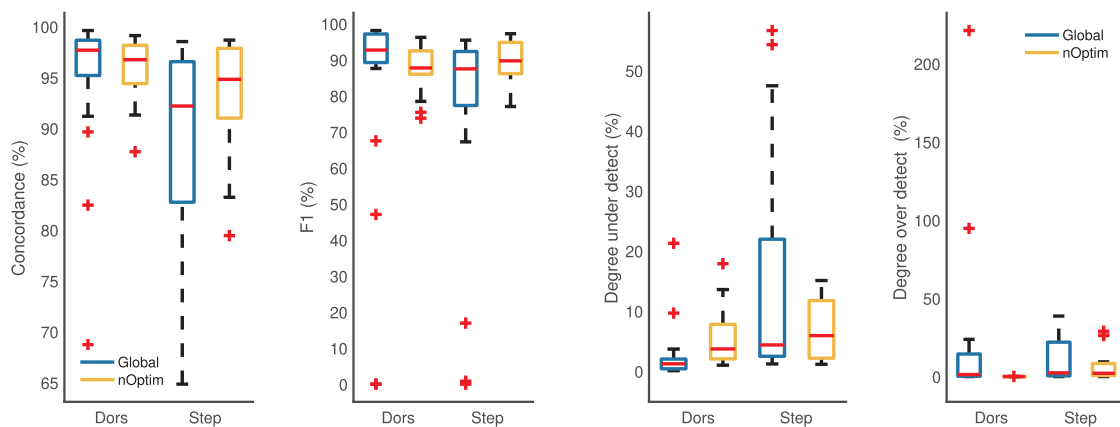 Concordance (%)
100
95
90
85
80
75
70
65
Global
nOptim
Dors
Step
F1 (%)
100
90
80
70
60
50
40
30
20
10
0
Dors
Step
Degree under detect (%)
50
40
30
20
10
0
Dors
Step
Degree over detect (%)
200
150
100
50
0
Global
nOptim
Dors
Step